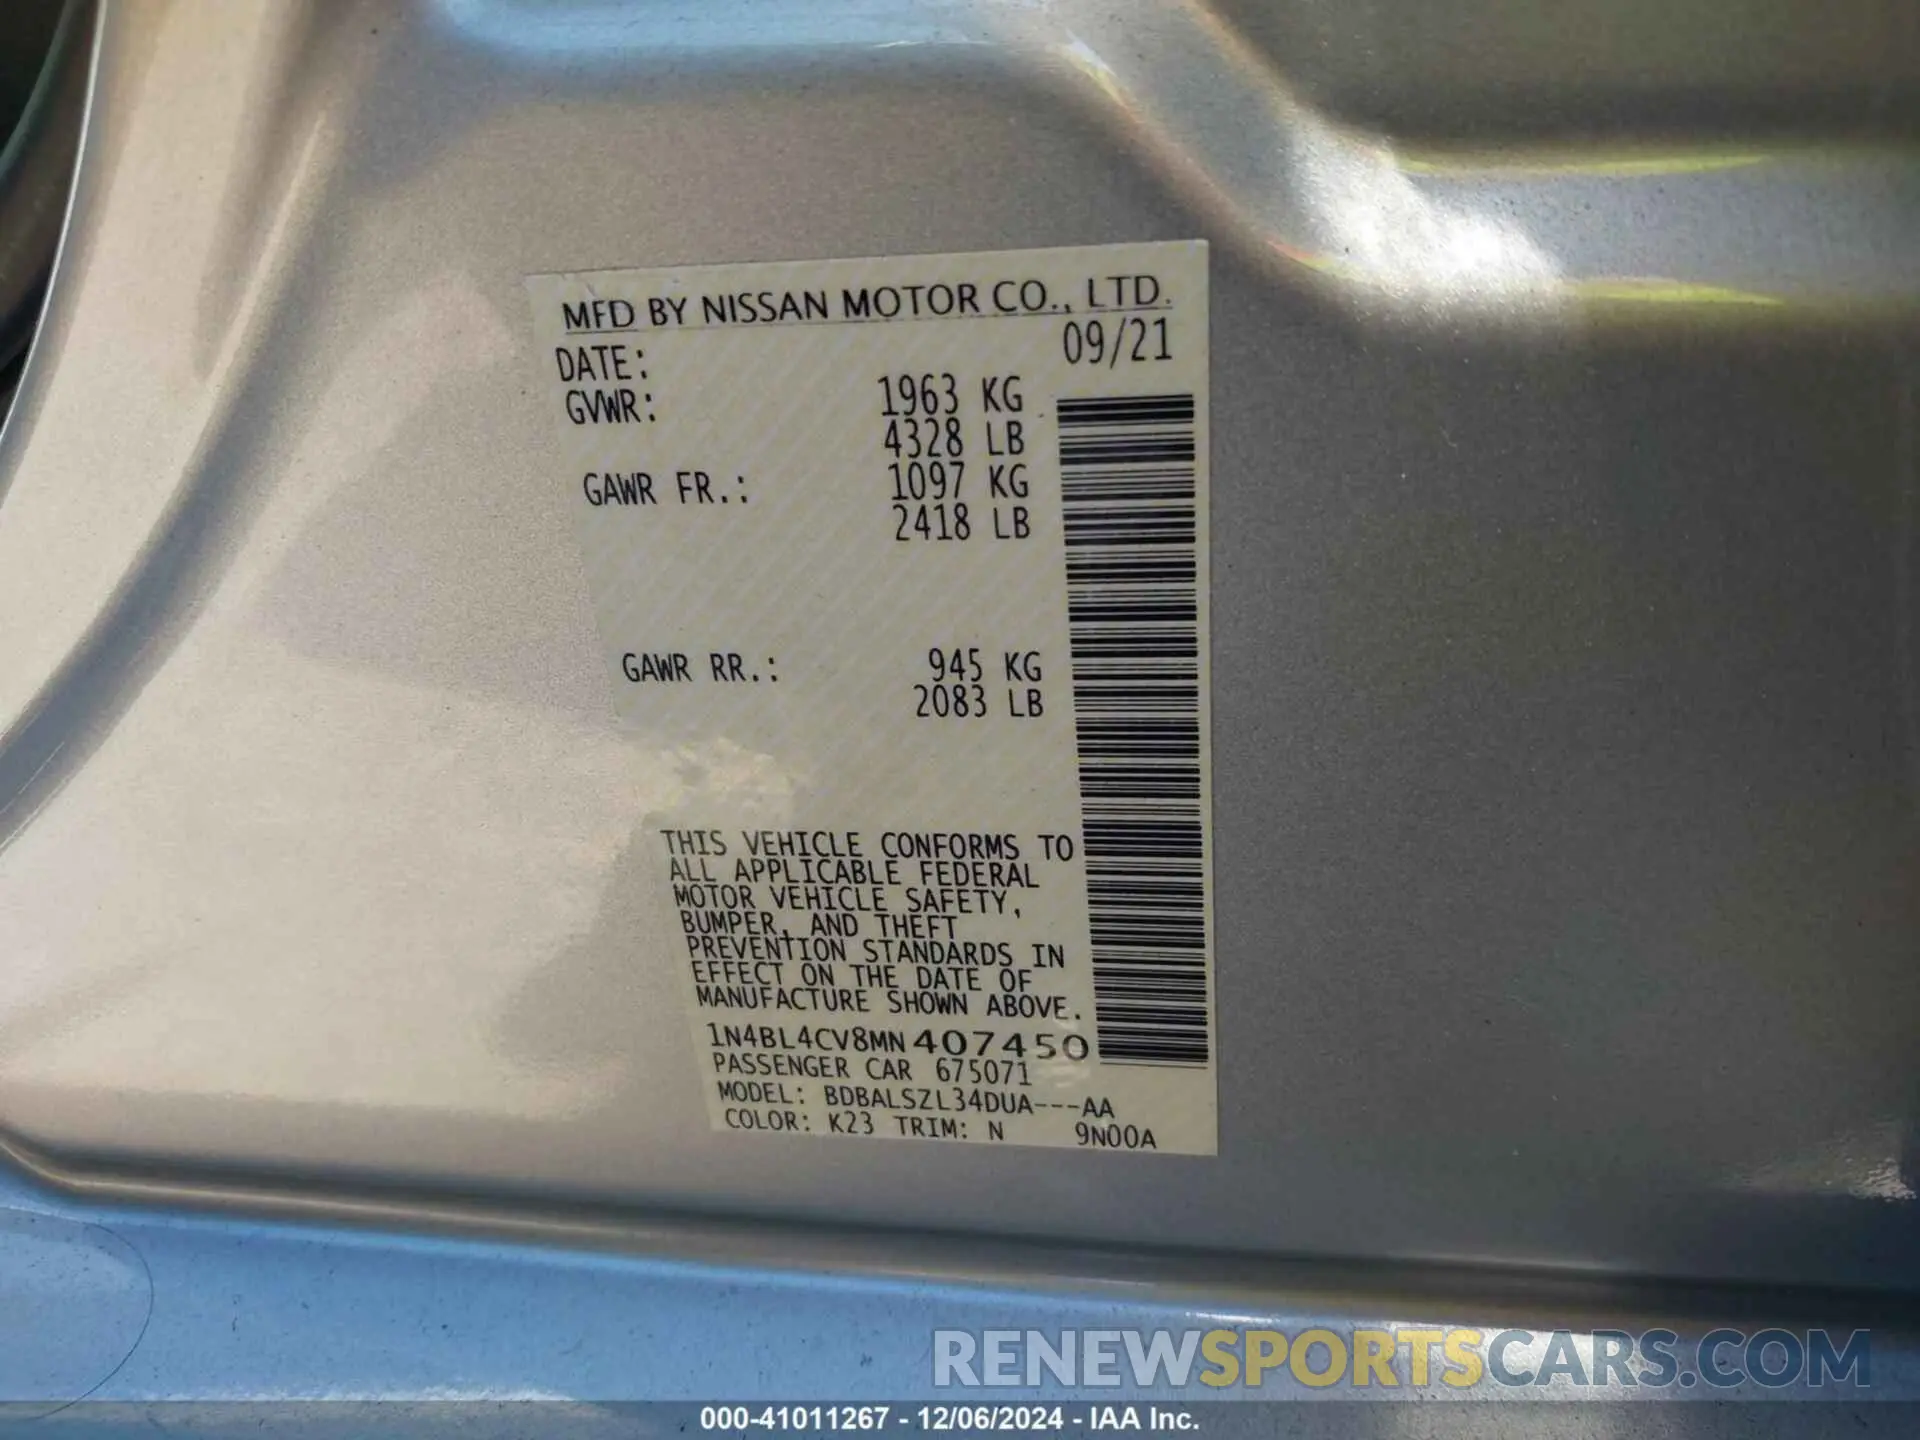 MFD BY NISSAN MOTOR CO., LTD.
DATE: 09/21
GVWR: 1963 KG
4328 LB
GAWR FR.: 1097 KG
2418 LB
GAWR RR.: 945 KG
2083 LB
THIS VEHICLE CONFORMS TO
ALL APPLICABLE FEDERAL
MOTOR VEHICLE SAFETY,
BUMPER, AND THEFT
PREVENTION STANDARDS IN
EFFECT ON THE DATE OF
MANUFACTURE SHOWN ABOVE.
1N4BL4CV8MN407450
PASSENGER CAR 675071
MODEL: BDBALSZL34DUA---AA
COLOR: K23 TRIM: N 9N00A
RENEWSPORTSCARS.COM
000-41011267 - 12/06/2024 - IAA Inc.